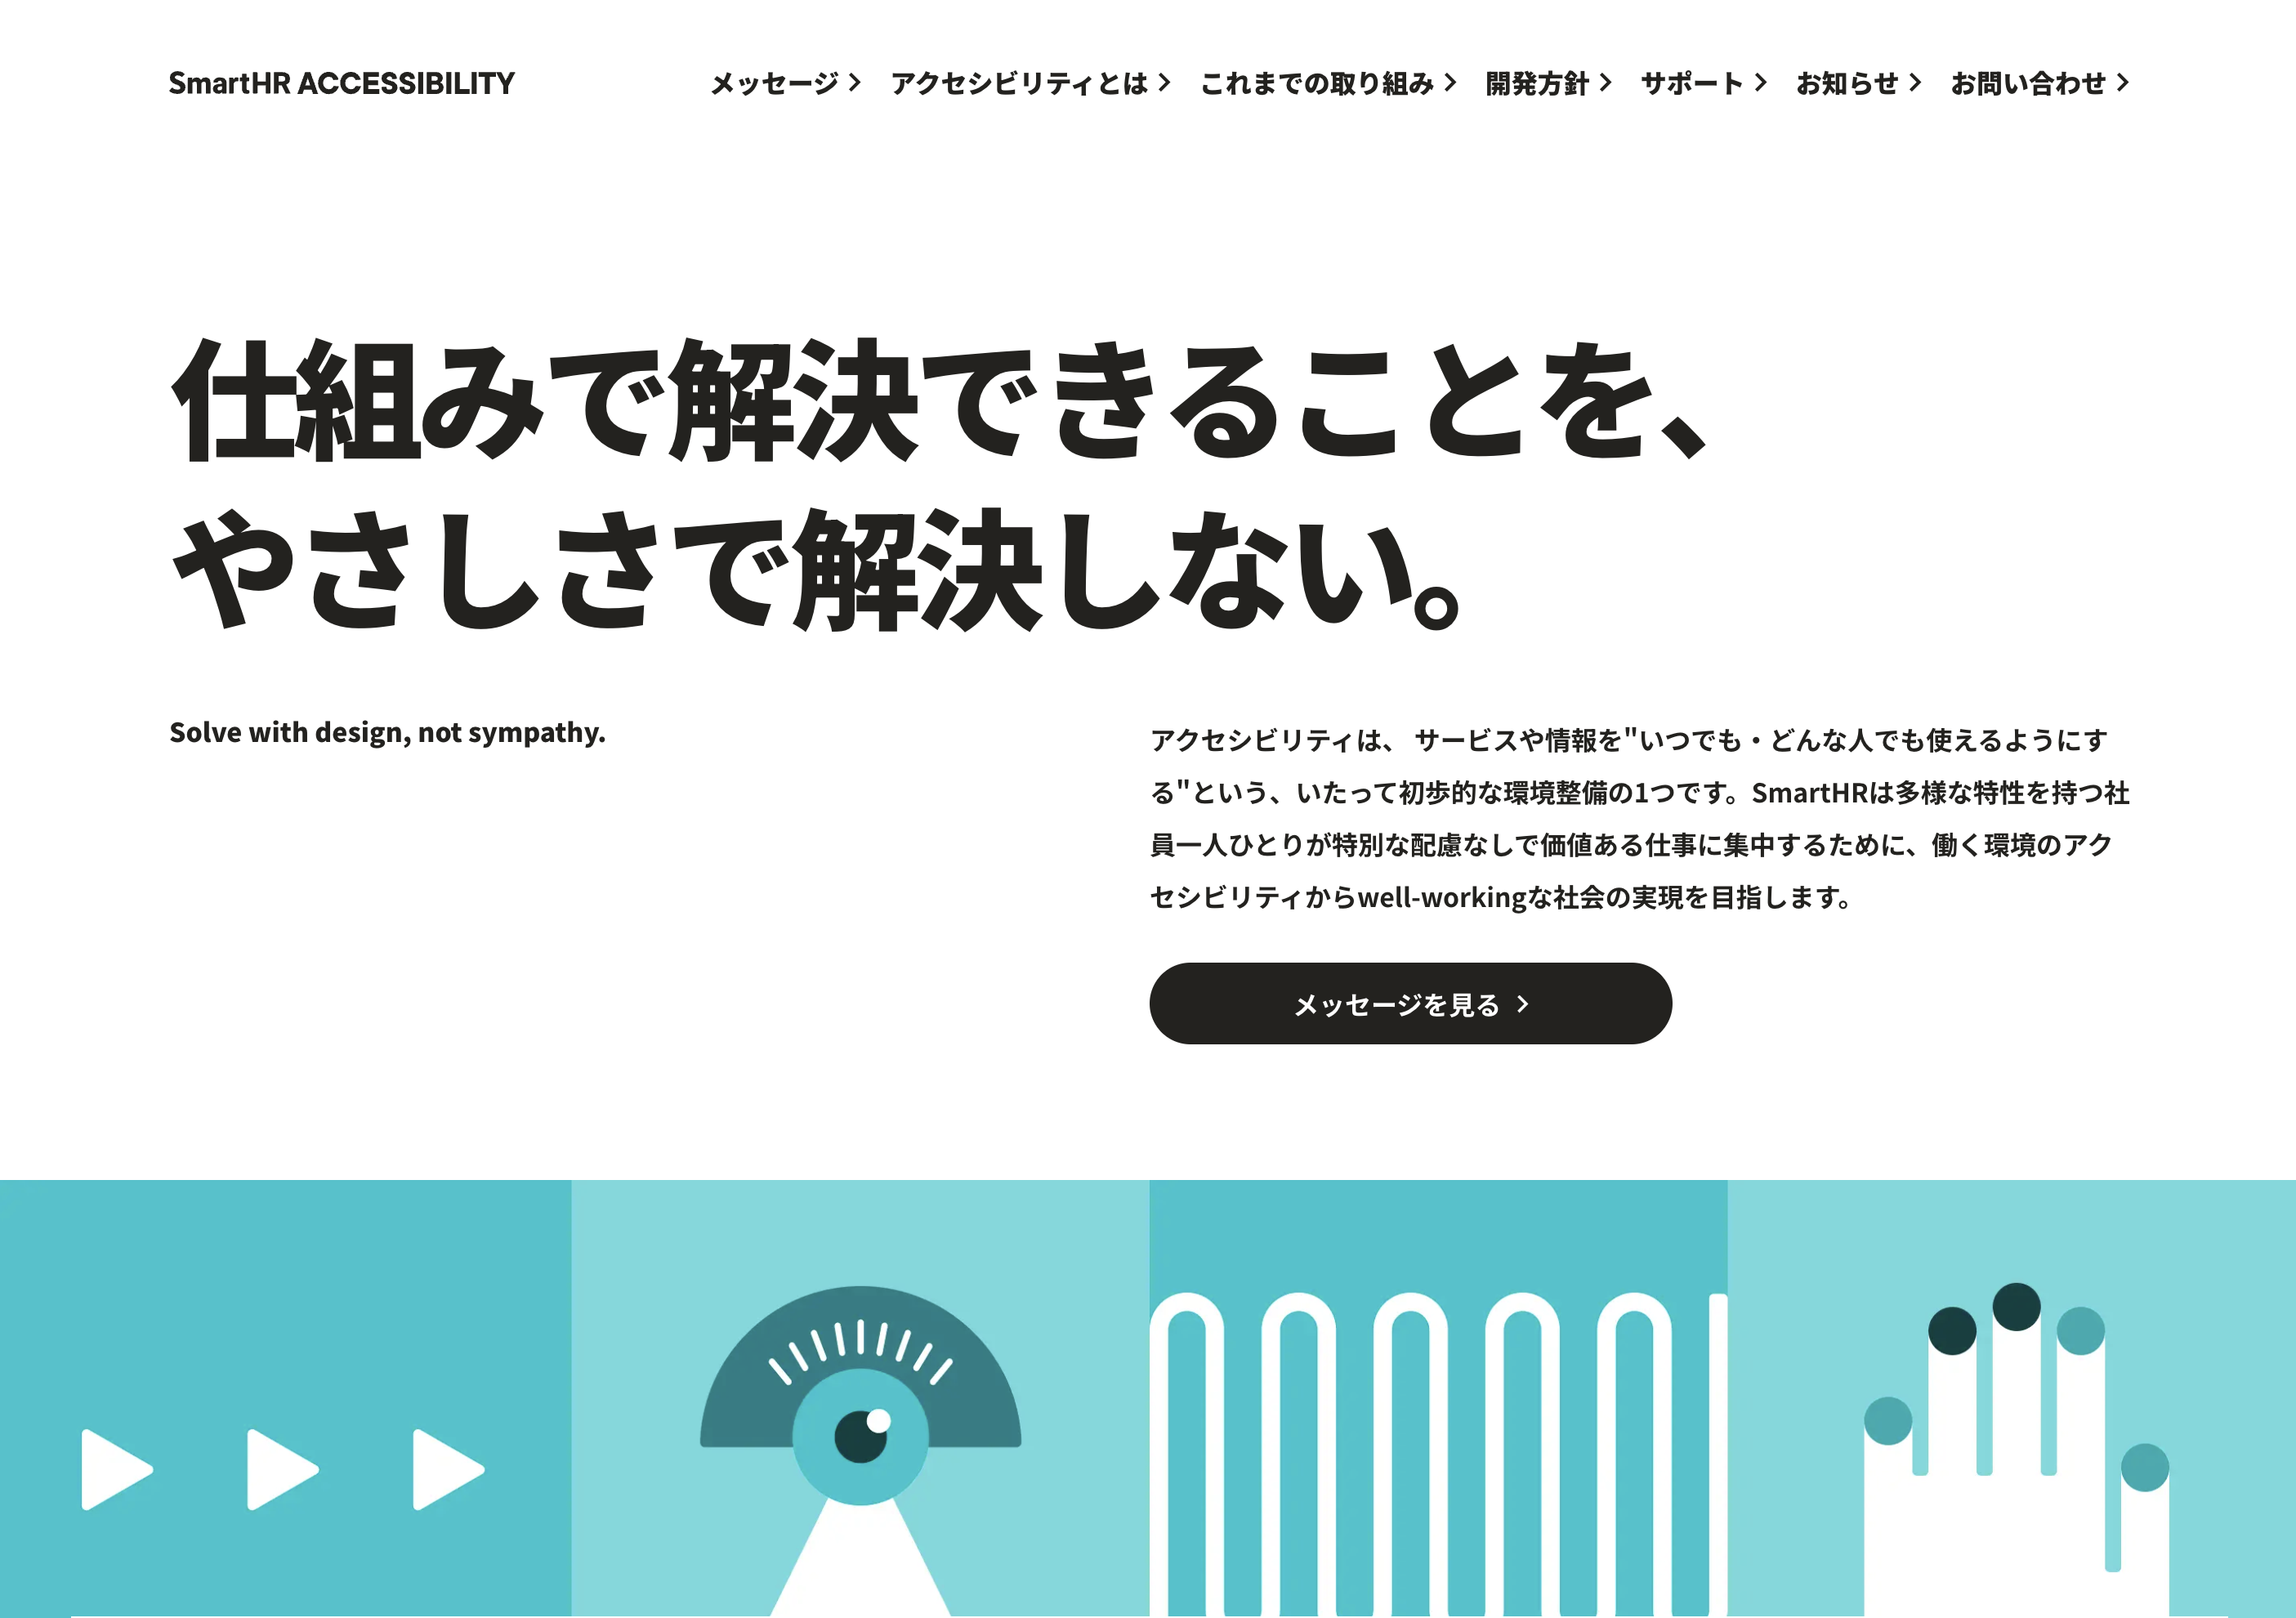 SmartHR ACCESSIBILITY
メッセージ
アクセシビリティとは
これまでの取り組み
開発方針
サポート
お知らせ
お問い合わせ
仕組みで解決できることを、
やさしさで解決しない。
Solve with design, not sympathy.
アクセシビリティは、 サービスや情報を"いつでも・どんな人でも使えるようにす
る"という、いたって初歩的な環境整備の1つです。SmartHRは多様な特性を持つ社
員一人ひとりが特別な配慮なしで価値ある仕事に集中するために、働く環境のアク
セシビリティからwell-workingな社会の実現を目指します。
メッセージを見る